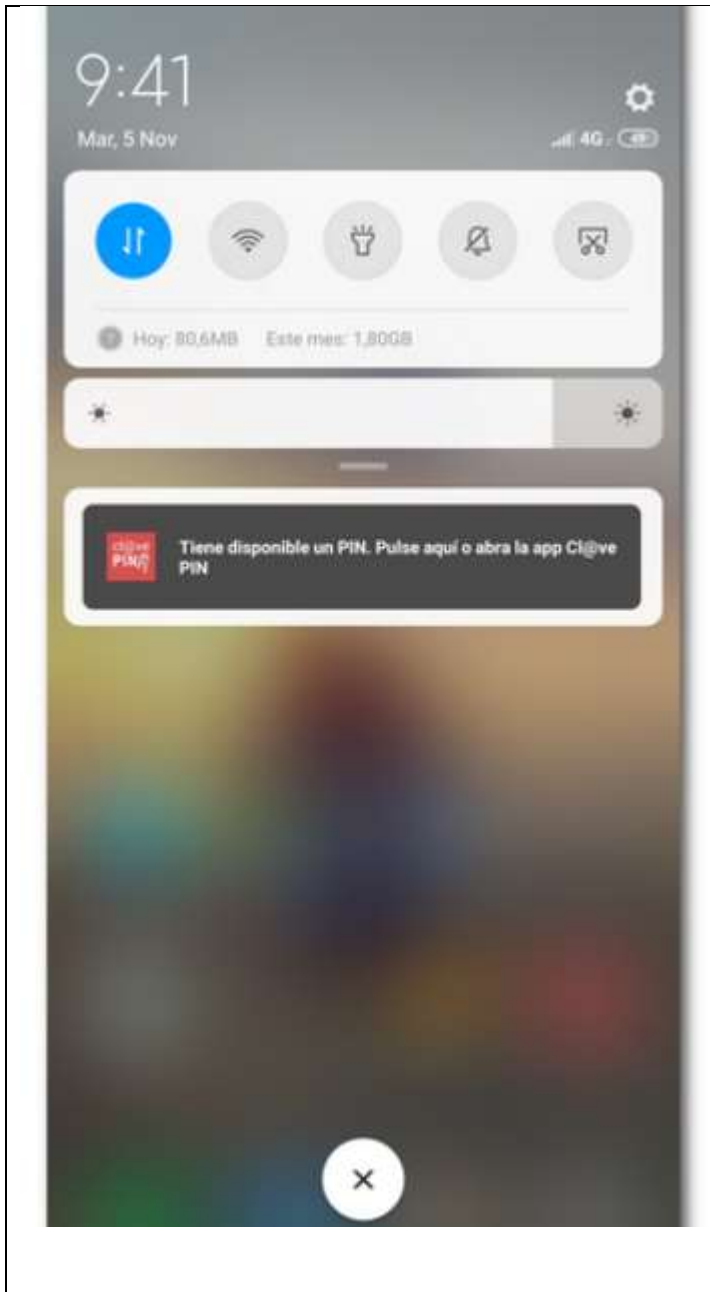 9:41
Mar, 5 Nov
4G
Hoy: 80,6MB Este mes: 1,80GB
cl@ve
PIN
Tiene disponible un PIN. Pulse aquí o abra la app Cl@ve
PIN